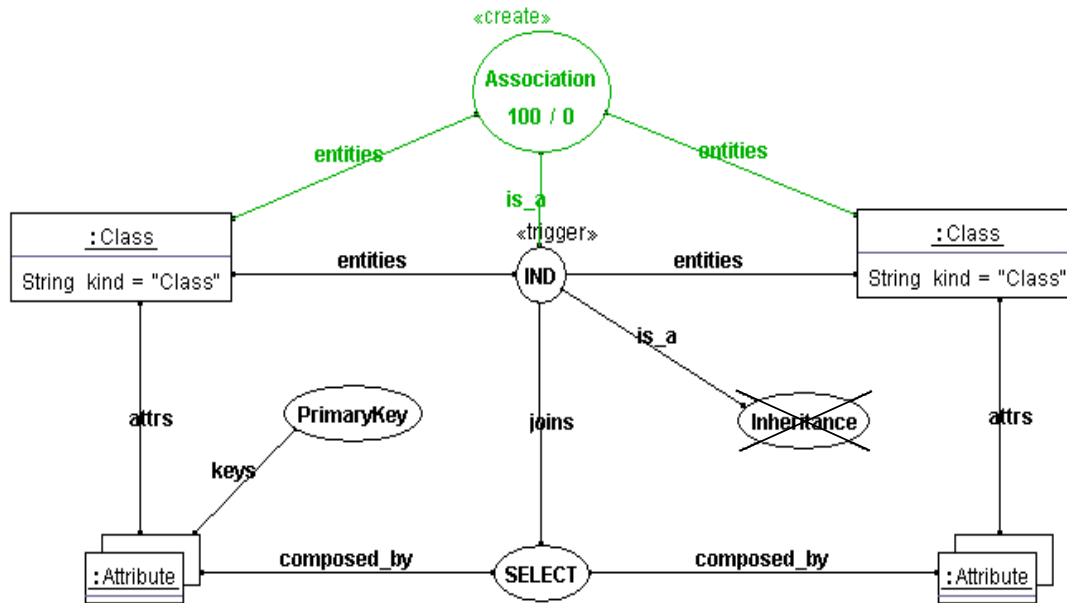 «create»
Association
100 / 0
entities
entities
is_a
:Class
«trigger»
:Class
entities
entities
String kind = "Class"
IND
String kind = "Class"
is_a
attrs
PrimaryKey
joins
Inheritance
attrs
keys
composed_by
composed_by
:Attribute
SELECT
:Attribute